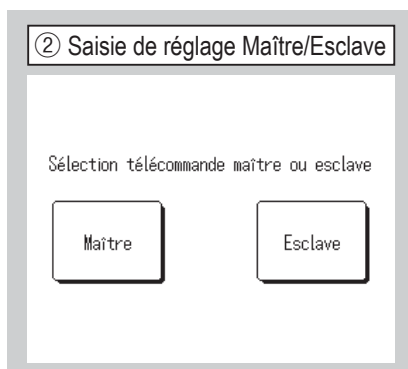 ② Saisie de réglage Maître/Esclave
Sélection télécommande maître ou esclave
Maître
Esclave